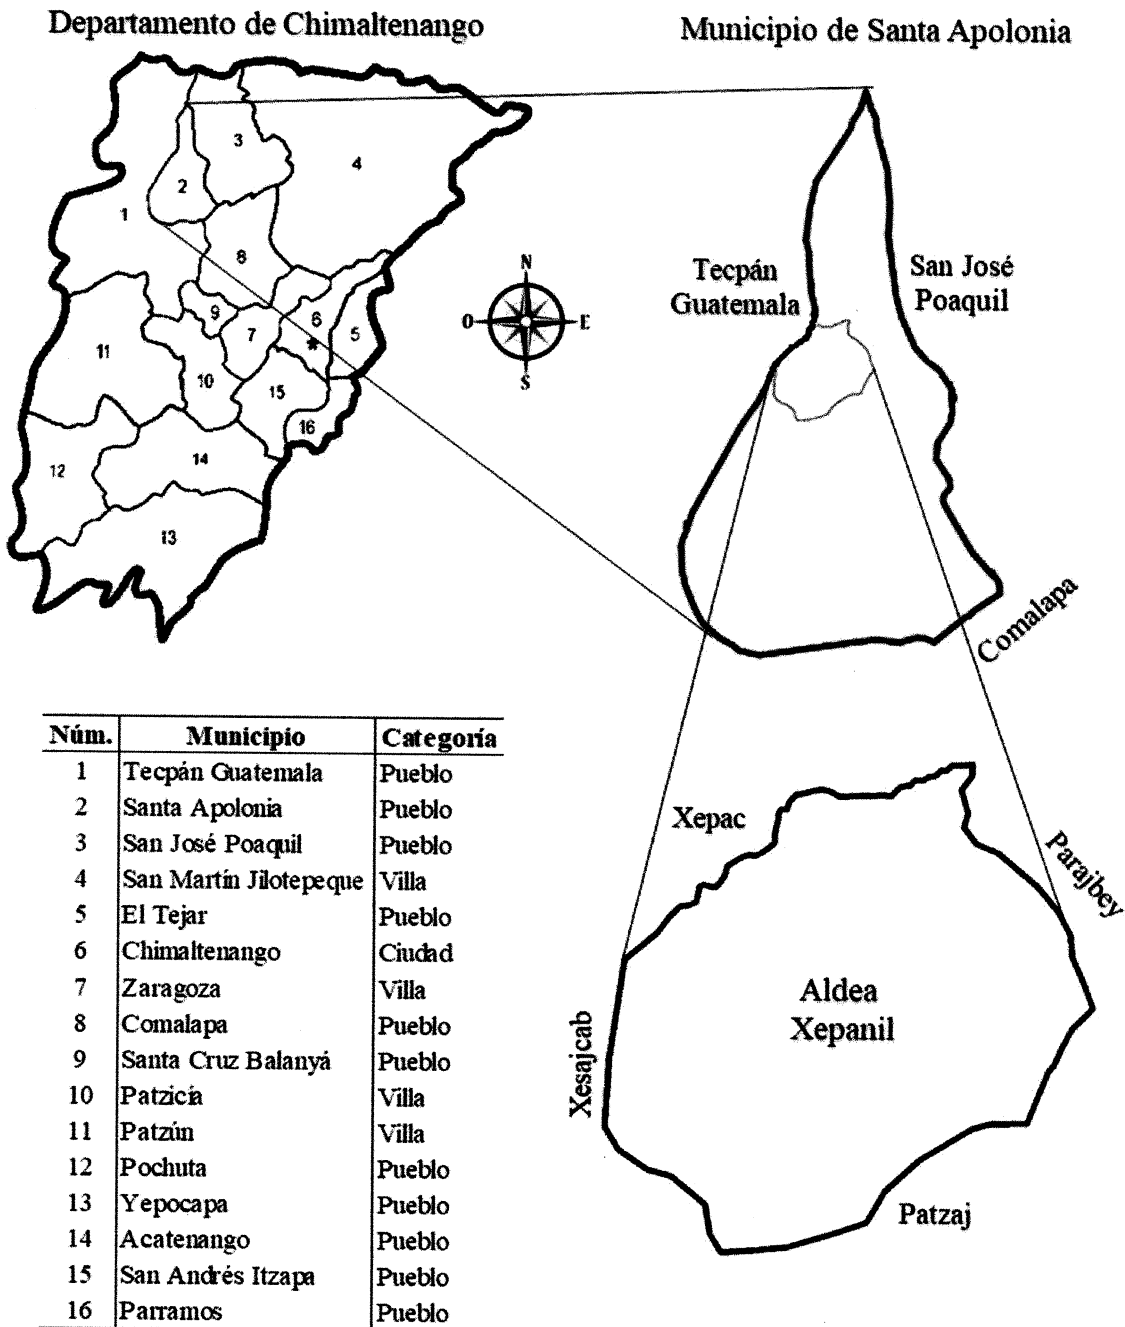 Departamento de Chimaltenango
Municipio de Santa Apolonia
1
2
3
4
8
9
7
6
*
5
11
10
15
16
12
14
13
N
O
E
S
Tecpán
Guatemala
San José
Poaquil
Comalapa
Núm. Municipio Categoría
1 Tecpán Guatemala Pueblo
2 Santa Apolonia Pueblo
3 San José Poaquil Pueblo
4 San Martín Jilotepeque Villa
5 El Tejar Pueblo
6 Chimaltenango Ciudad
7 Zaragoza Villa
8 Comalapa Pueblo
9 Santa Cruz Balanyá Pueblo
10 Patzicía Villa
11 Patzún Villa
12 Pochuta Pueblo
13 Yepocapa Pueblo
14 Acatenango Pueblo
15 San Andrés Itzapa Pueblo
16 Parramos Pueblo
Xepac
Parajbey
Aldea
Xepanil
Xesajcab
Patzaj